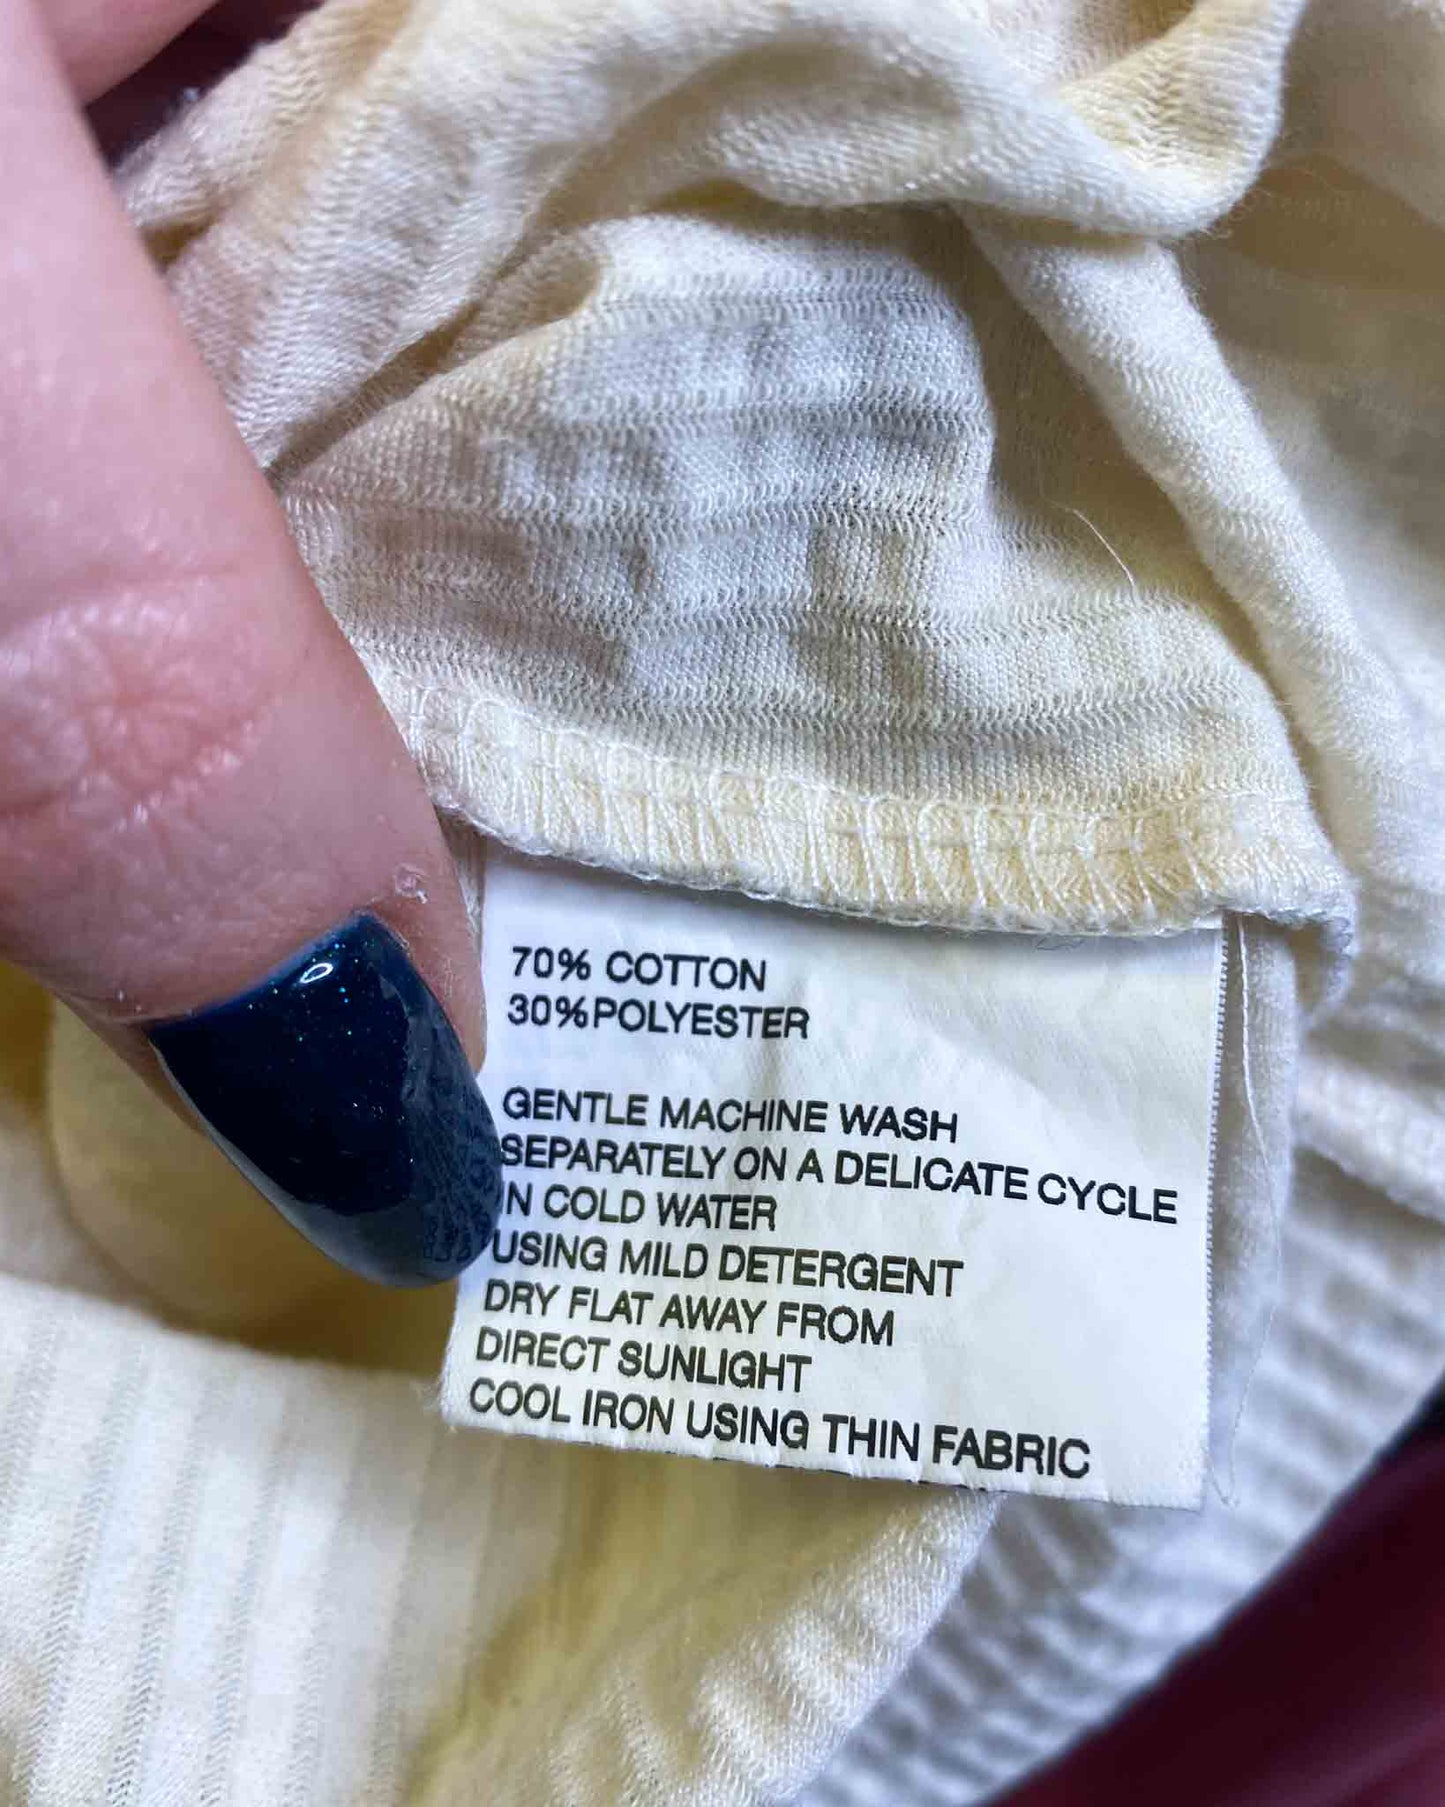 70% COTTON
30%POLYESTER
GENTLE MACHINE WASH
SEPARATELY ON A DELICATE CYCLE
IN COLD WATER
USING MILD DETERGENT
DRY FLAT AWAY FROM
DIRECT SUNLIGHT
COOL IRON USING THIN FABRIC